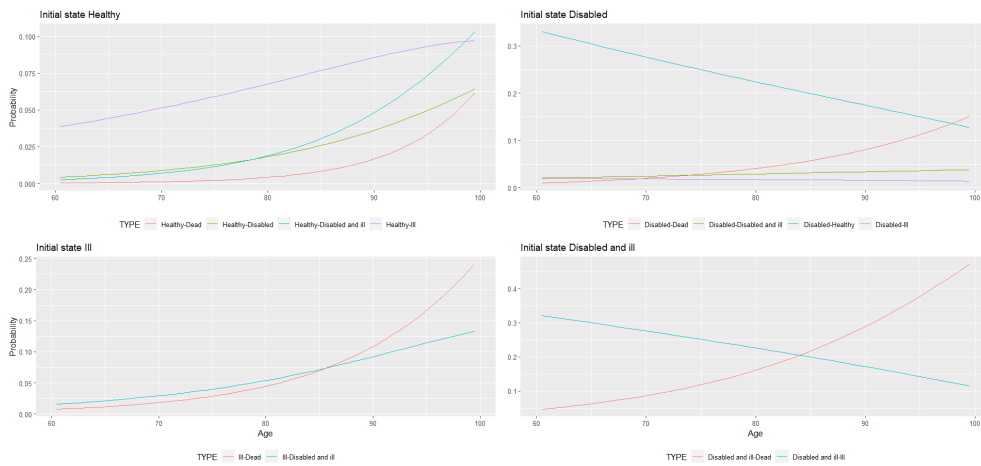 Initial state Healthy
Probability
0.100
0.075
0.050
0.025
0.000
60 70 80 90 100
TYPE Healthy-Dead Healthy-Disabled Healthy-Disabled and ill Healthy-Ill
Initial state Disabled
0.3
0.2
0.1
0.0
60 70 80 90 100
TYPE Disabled-Dead Disabled-Disabled and ill Disabled-Healthy Disabled-Ill
Initial state Ill
Probability
0.25
0.20
0.15
0.10
0.05
0.00
60 70 80 90 100
Age
TYPE Ill-Dead Ill-Disabled and ill
Initial state Disabled and ill
0.4
0.3
0.2
0.1
60 70 80 90 100
Age
TYPE Disabled and ill-Dead Disabled and ill-Ill